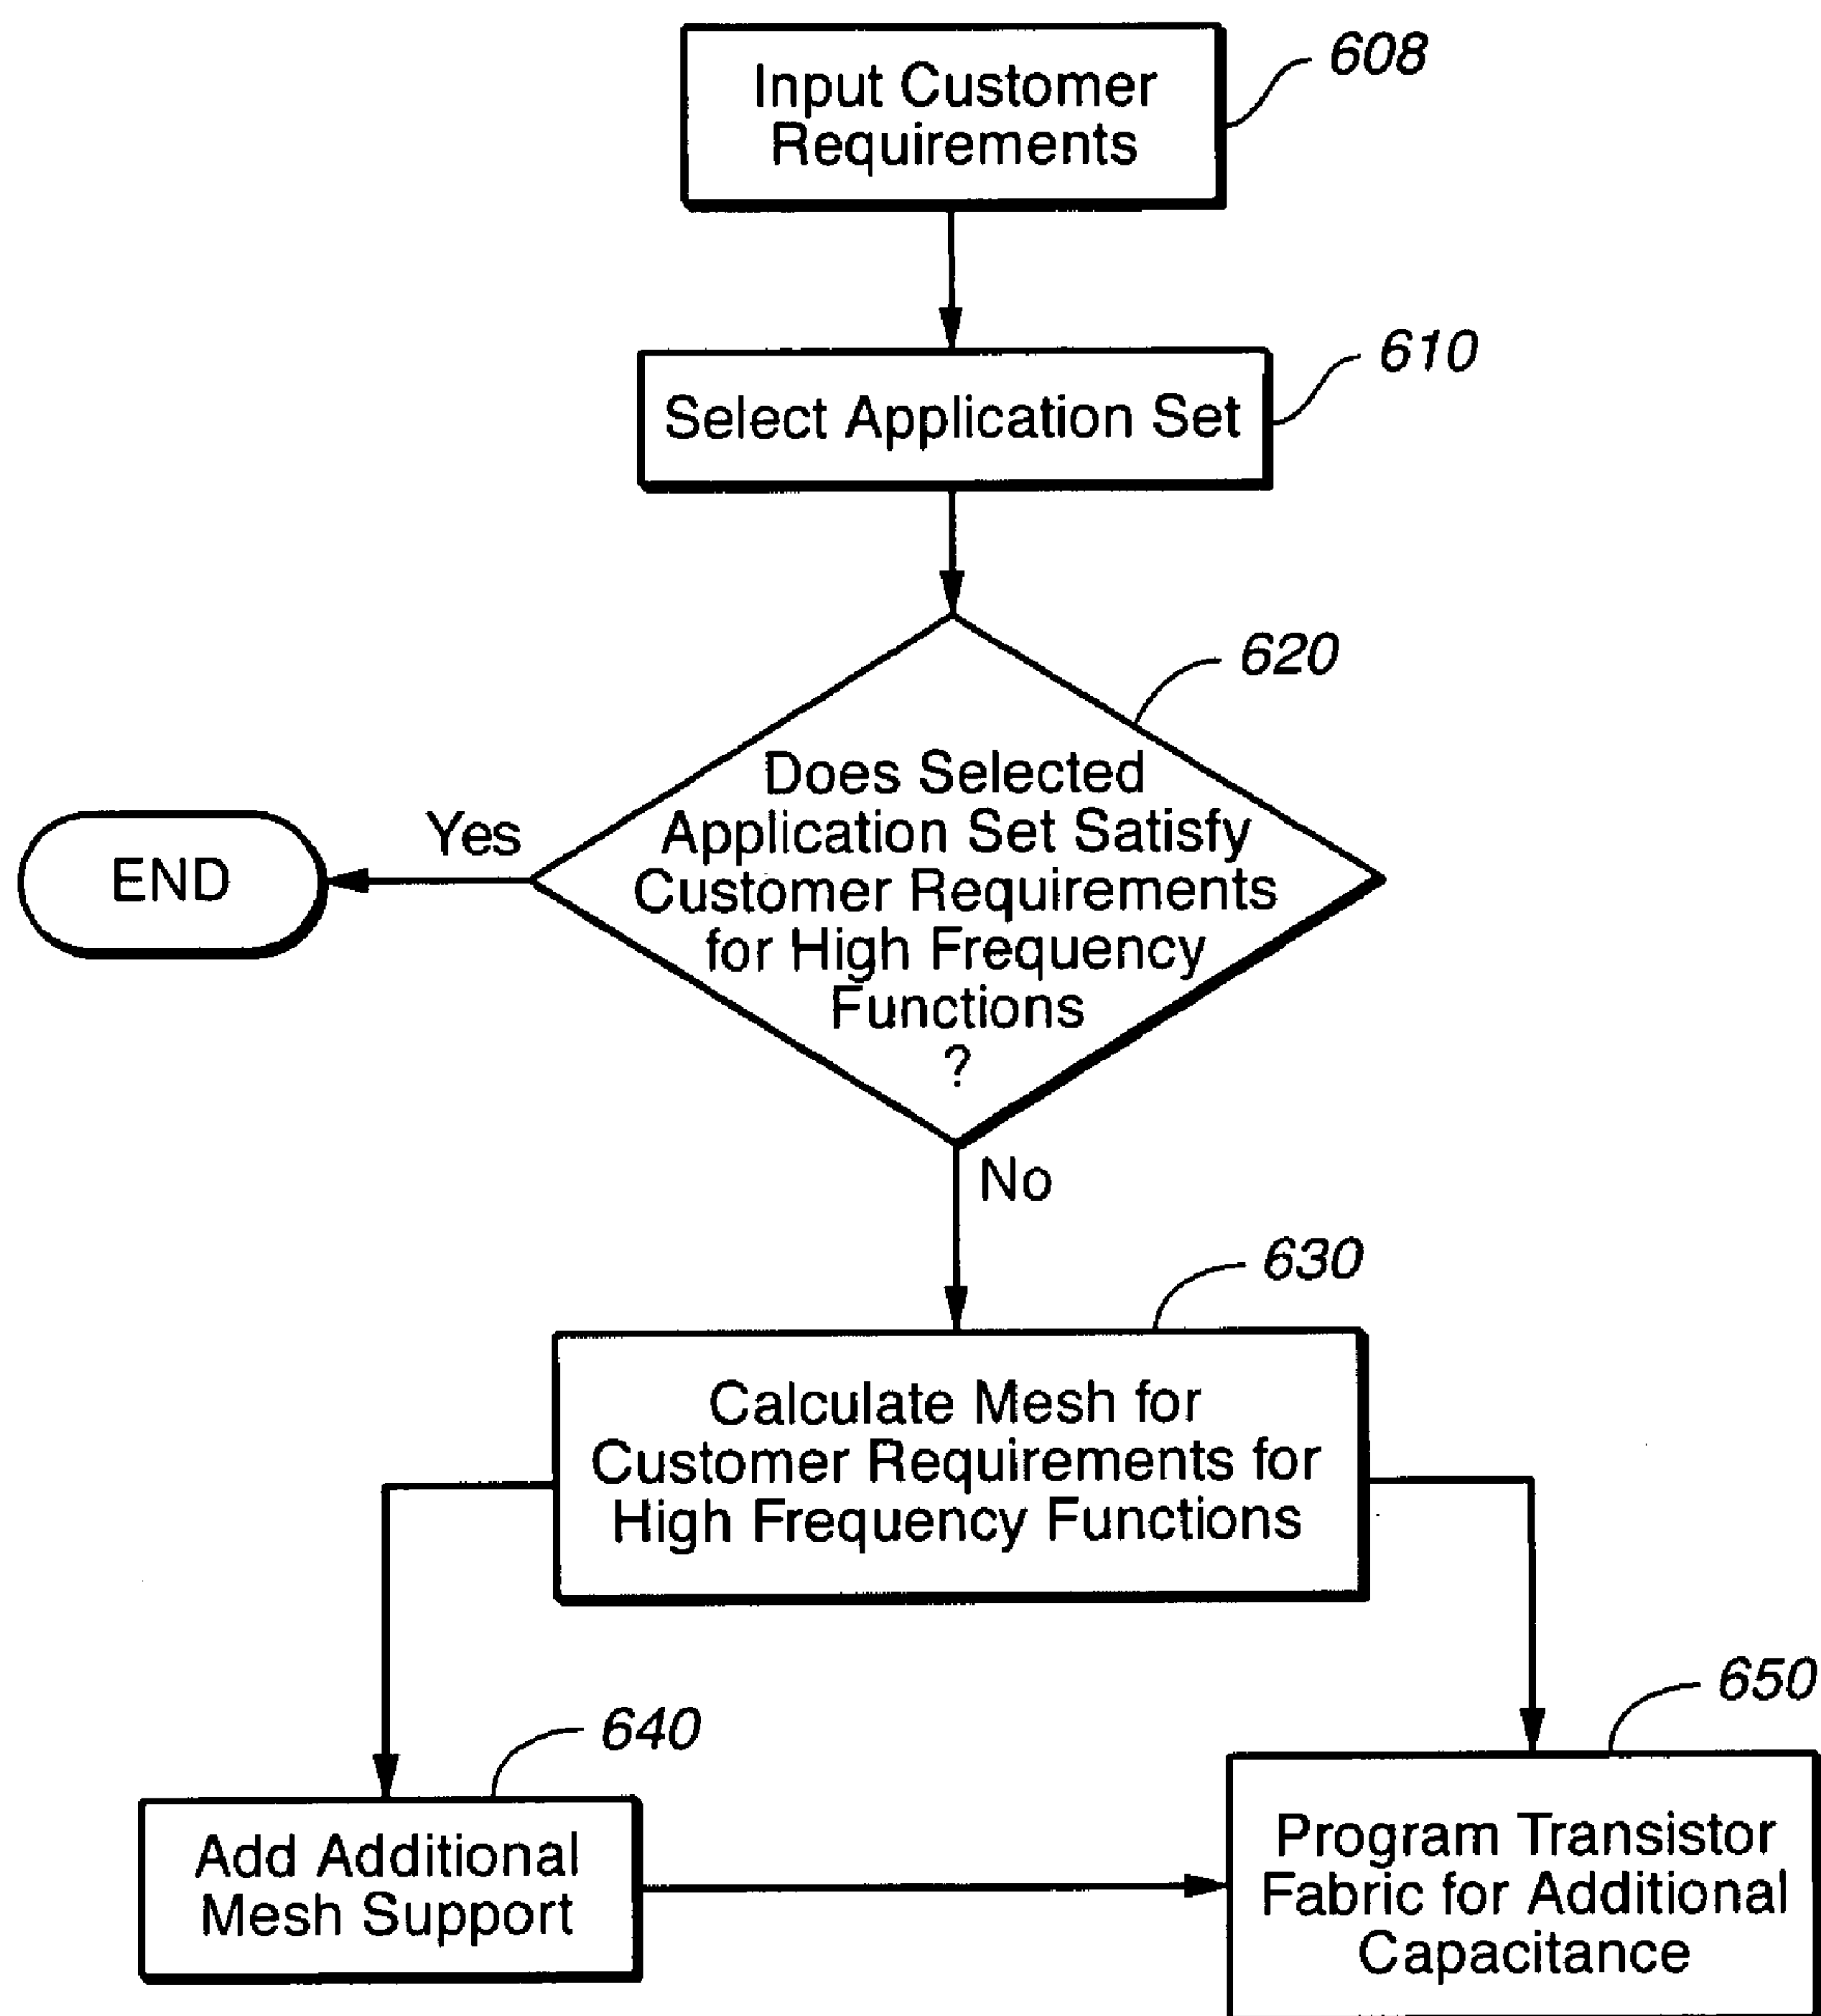 Input Customer
Requirements
608
Select Application Set
610
620
Does Selected
Application Set Satisfy
Customer Requirements
for High Frequency
Functions
?
Yes
END
No
630
Calculate Mesh for
Customer Requirements for
High Frequency Functions
640
Add Additional
Mesh Support
650
Program Transistor
Fabric for Additional
Capacitance